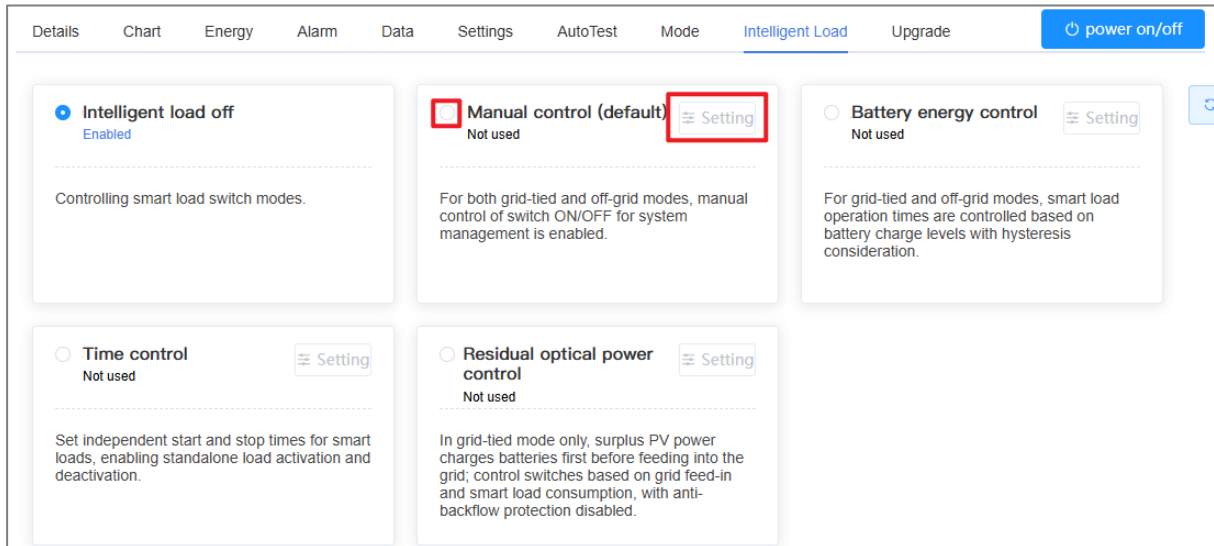 Details Chart Energy Alarm Data Settings AutoTest Mode Intelligent Load Upgrade power on/off
Intelligent load off
Enabled
Controlling smart load switch modes.
Manual control (default)
Setting
Not used
For both grid-tied and off-grid modes, manual
control of switch ON/OFF for system
management is enabled.
Battery energy control
Setting
Not used
For grid-tied and off-grid modes, smart load
operation times are controlled based on
battery charge levels with hysteresis
consideration.
Time control
Setting
Not used
Set independent start and stop times for smart
loads, enabling standalone load activation and
deactivation.
Residual optical power
control
Setting
Not used
In grid-tied mode only, surplus PV power
charges batteries first before feeding into the
grid; control switches based on grid feed-in
and smart load consumption, with anti-
backflow protection disabled.